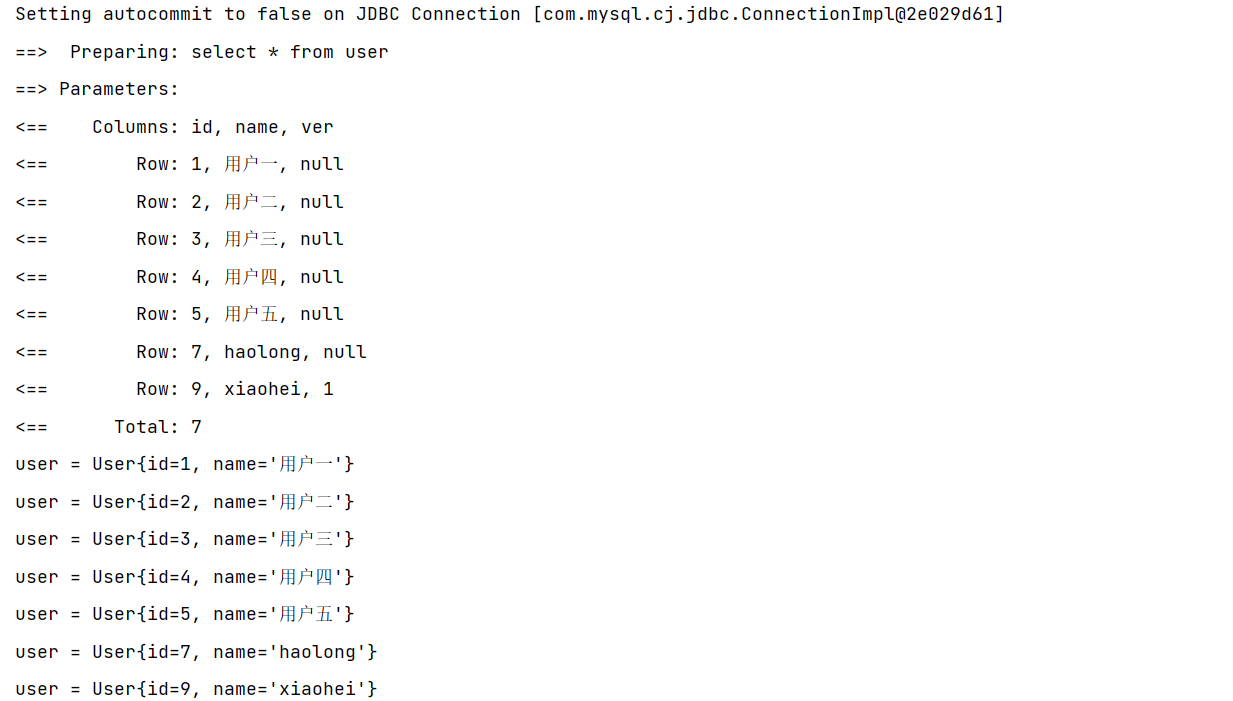 Setting autocommit to false on JDBC Connection [com.mysql.cj.jdbc.ConnectionImpl@2e029d61]
==>  Preparing: select * from user
==> Parameters:
<==    Columns: id, name, ver
<==        Row: 1, 用户一, null
<==        Row: 2, 用户二, null
<==        Row: 3, 用户三, null
<==        Row: 4, 用户四, null
<==        Row: 5, 用户五, null
<==        Row: 7, haolong, null
<==        Row: 9, xiaohei, 1
<==      Total: 7
user = User{id=1, name='用户一'}
user = User{id=2, name='用户二'}
user = User{id=3, name='用户三'}
user = User{id=4, name='用户四'}
user = User{id=5, name='用户五'}
user = User{id=7, name='haolong'}
user = User{id=9, name='xiaohei'}